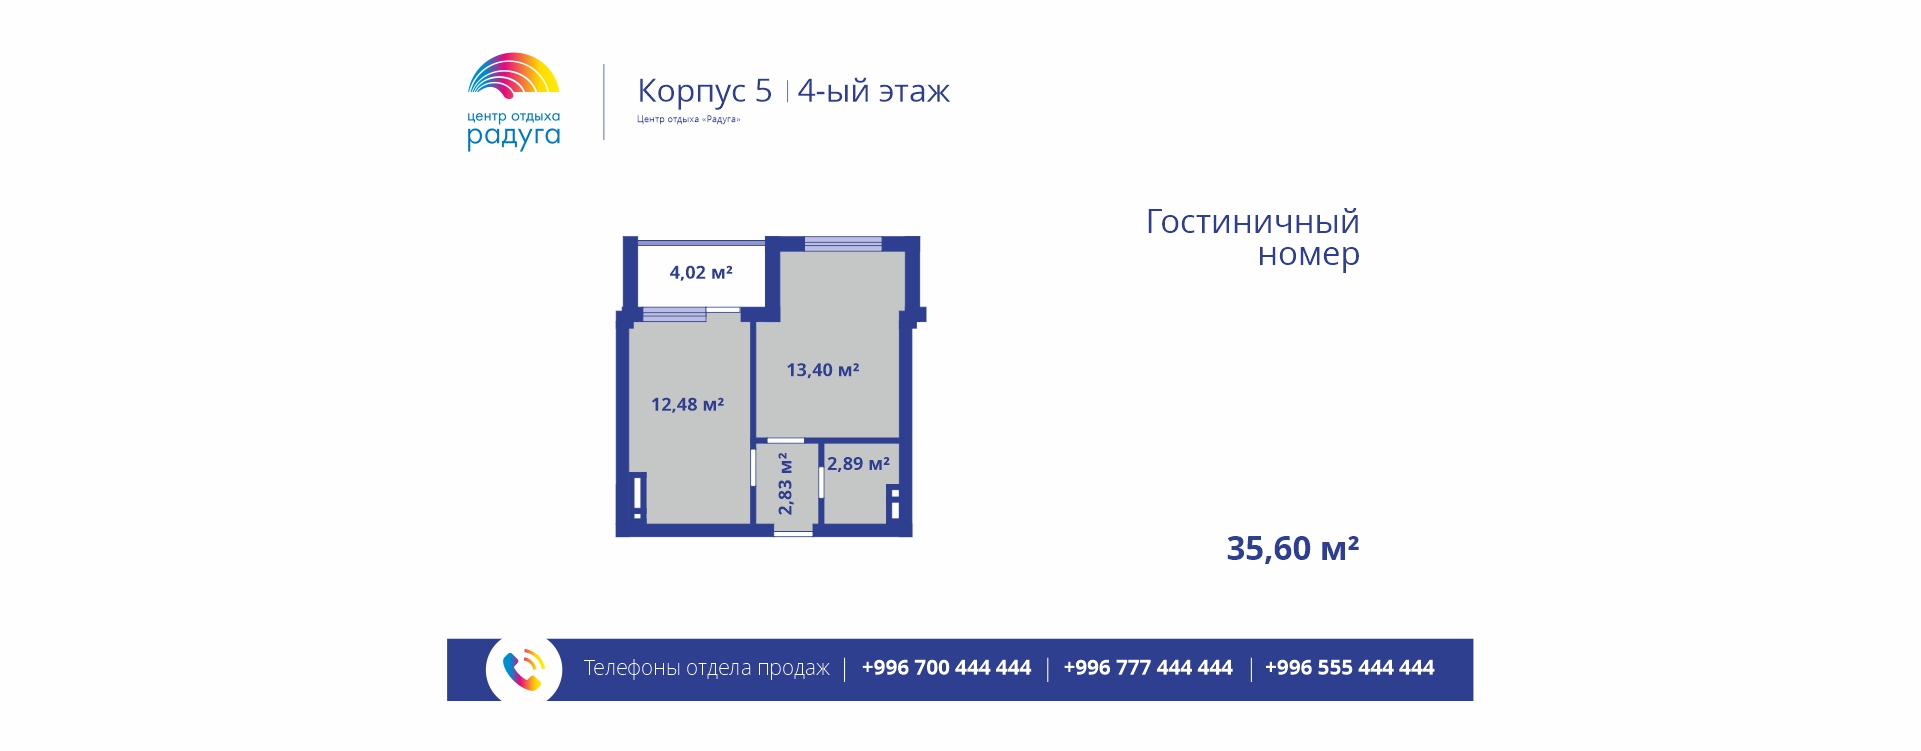 центр отдыха
радуга
Корпус 5 | 4-ый этаж
Центр отдыха «Радуга»
Гостиничный
номер
4,02 м²
13,40 м²
12,48 м²
2,83 м²
2,89 м²
35,60 м²
Телефоны отдела продаж | +996 700 444 444 | +996 777 444 444 | +996 555 444 444